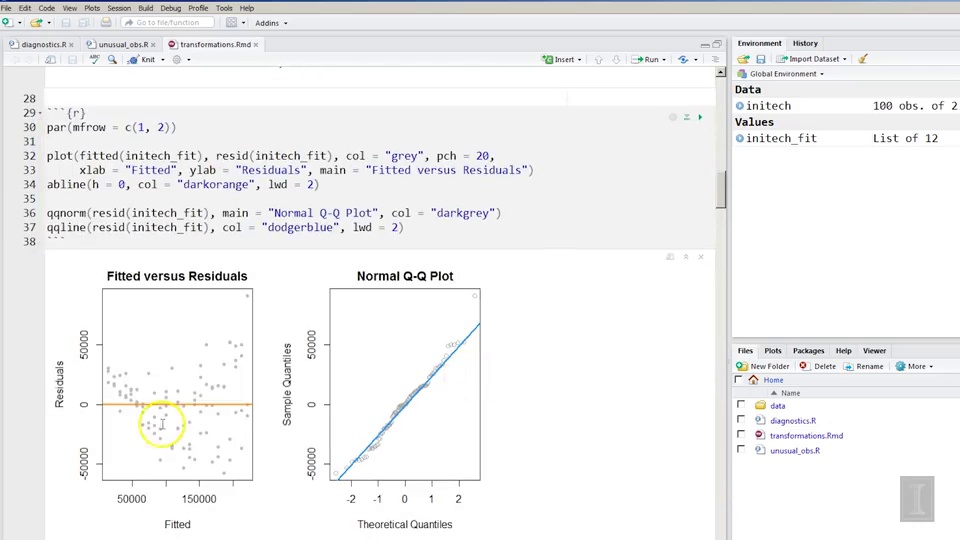 File Edit Code View Plots Session Build Debug Profile Tools Help
Go to file/function Addins
diagnostics.R unusual_obs.R transformations.Rmd
Knit Insert Run
28
29 ```{r}
30 par(mfrow = c(1, 2))
31
32 plot(fitted(initech_fit), resid(initech_fit), col = "grey", pch = 20,
33 xlab = "Fitted", ylab = "Residuals", main = "Fitted versus Residuals")
34 abline(h = 0, col = "darkorange", lwd = 2)
35
36 qqnorm(resid(initech_fit), main = "Normal Q-Q Plot", col = "darkgrey")
37 qqline(resid(initech_fit), col = "dodgerblue", lwd = 2)
38 ```
Fitted versus Residuals
Residuals
50000
0
-50000
50000 150000
Fitted
Normal Q-Q Plot
Sample Quantiles
50000
0
-50000
-2 -1 0 1 2
Theoretical Quantiles
Environment History
Import Dataset
Global Environment
Data
initech 100 obs. of 2
Values
initech_fit List of 12
Files Plots Packages Help Viewer
New Folder Delete Rename More
Home
Name
data
diagnostics.R
transformations.Rmd
unusual_obs.R
I